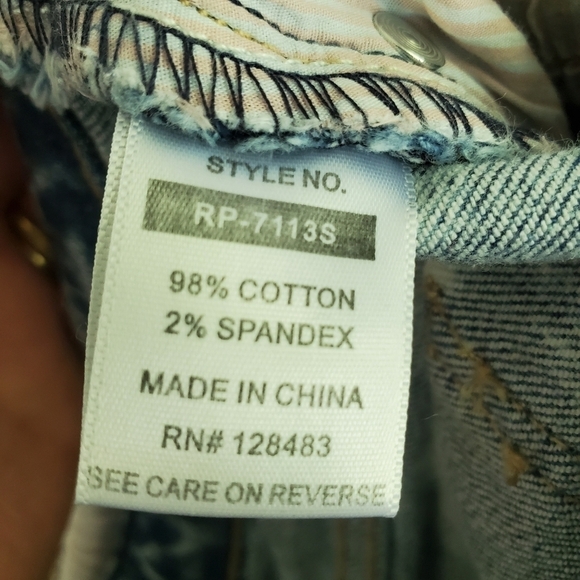 STYLE NO.
RP-7113S
98% COTTON
2% SPANDEX
MADE IN CHINA
RN# 128483
SEE CARE ON REVERSE